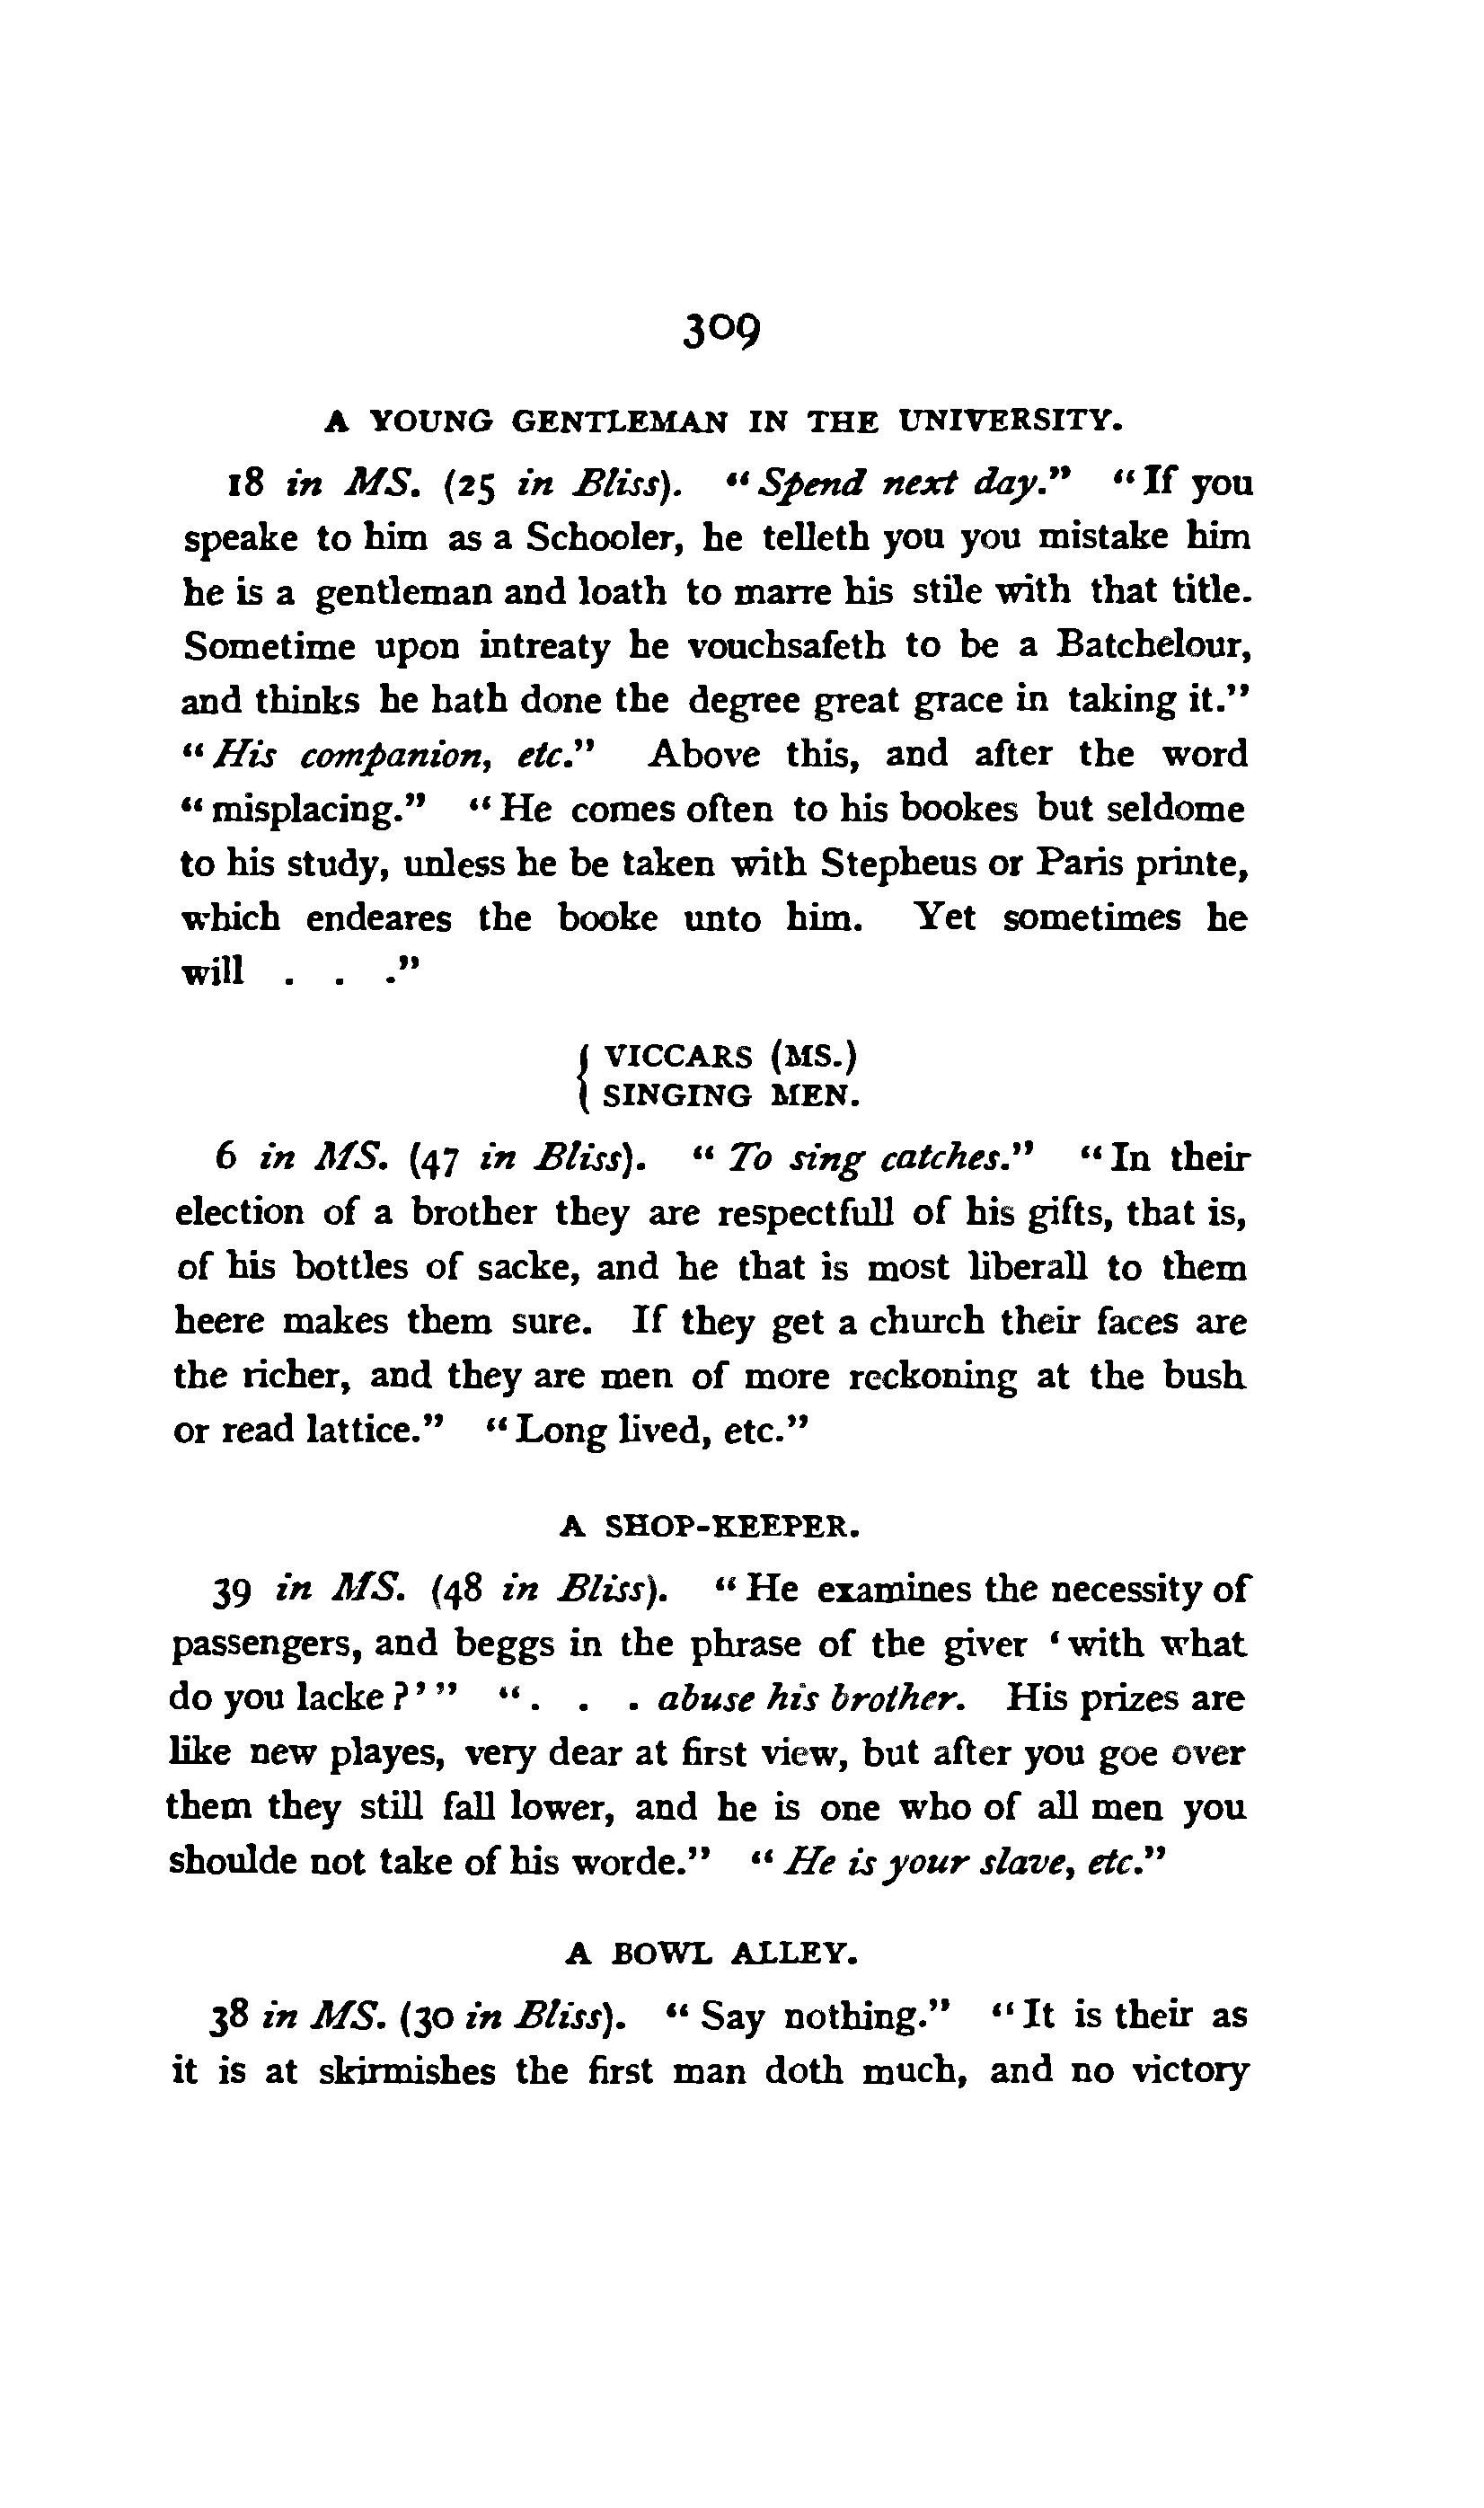 309
A YOUNG GENTLEMAN IN THE UNIVERSITY.
18 in MS. (25 in Bliss). "Spend next day." "If you
speake to him as a Schooler, he telleth you you mistake him
he is a gentleman and loath to marre his stile with that title.
Sometime upon intreaty he vouchsafeth to be a Batchelour,
and thinks he hath done the degree great grace in taking it."
"His companion, etc." Above this, and after the word
"misplacing." "He comes often to his bookes but seldome
to his study, unless he be taken with Stepheus or Paris printe,
which endeares the booke unto him. Yet sometimes he
will . . ."
{ VICCARS (MS.)
SINGING MEN.
6 in MS. (47 in Bliss). "To sing catches." "In their
election of a brother they are respectfull of his gifts, that is,
of his bottles of sacke, and he that is most liberall to them
heere makes them sure. If they get a church their faces are
the richer, and they are men of more reckoning at the bush
or read lattice." "Long lived, etc."
A SHOP-KEEPER.
39 in MS. (48 in Bliss). "He examines the necessity of
passengers, and beggs in the phrase of the giver 'with what
do you lacke?'" ". . . abuse his brother. His prizes are
like new playes, very dear at first view, but after you goe over
them they still fall lower, and he is one who of all men you
shoulde not take of his worde." "He is your slave, etc."
A BOWL ALLEY.
38 in MS. (30 in Bliss). "Say nothing." "It is their as
it is at skirmishes the first man doth much, and no victory